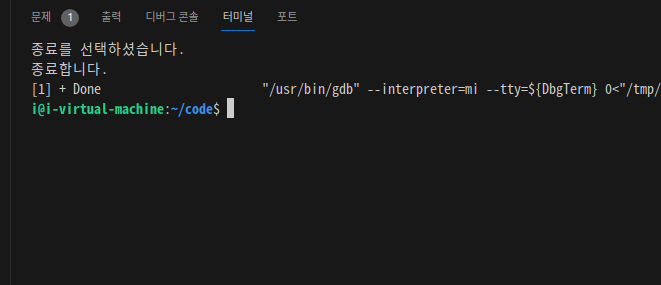 문제 1 출력 디버그 콘솔 터미널 포트
종료를 선택하셨습니다.
종료합니다.
[1] + Done "/usr/bin/gdb" --interpreter=mi --tty=${DbgTerm} 0<"/tmp/
i@i-virtual-machine:~/code$